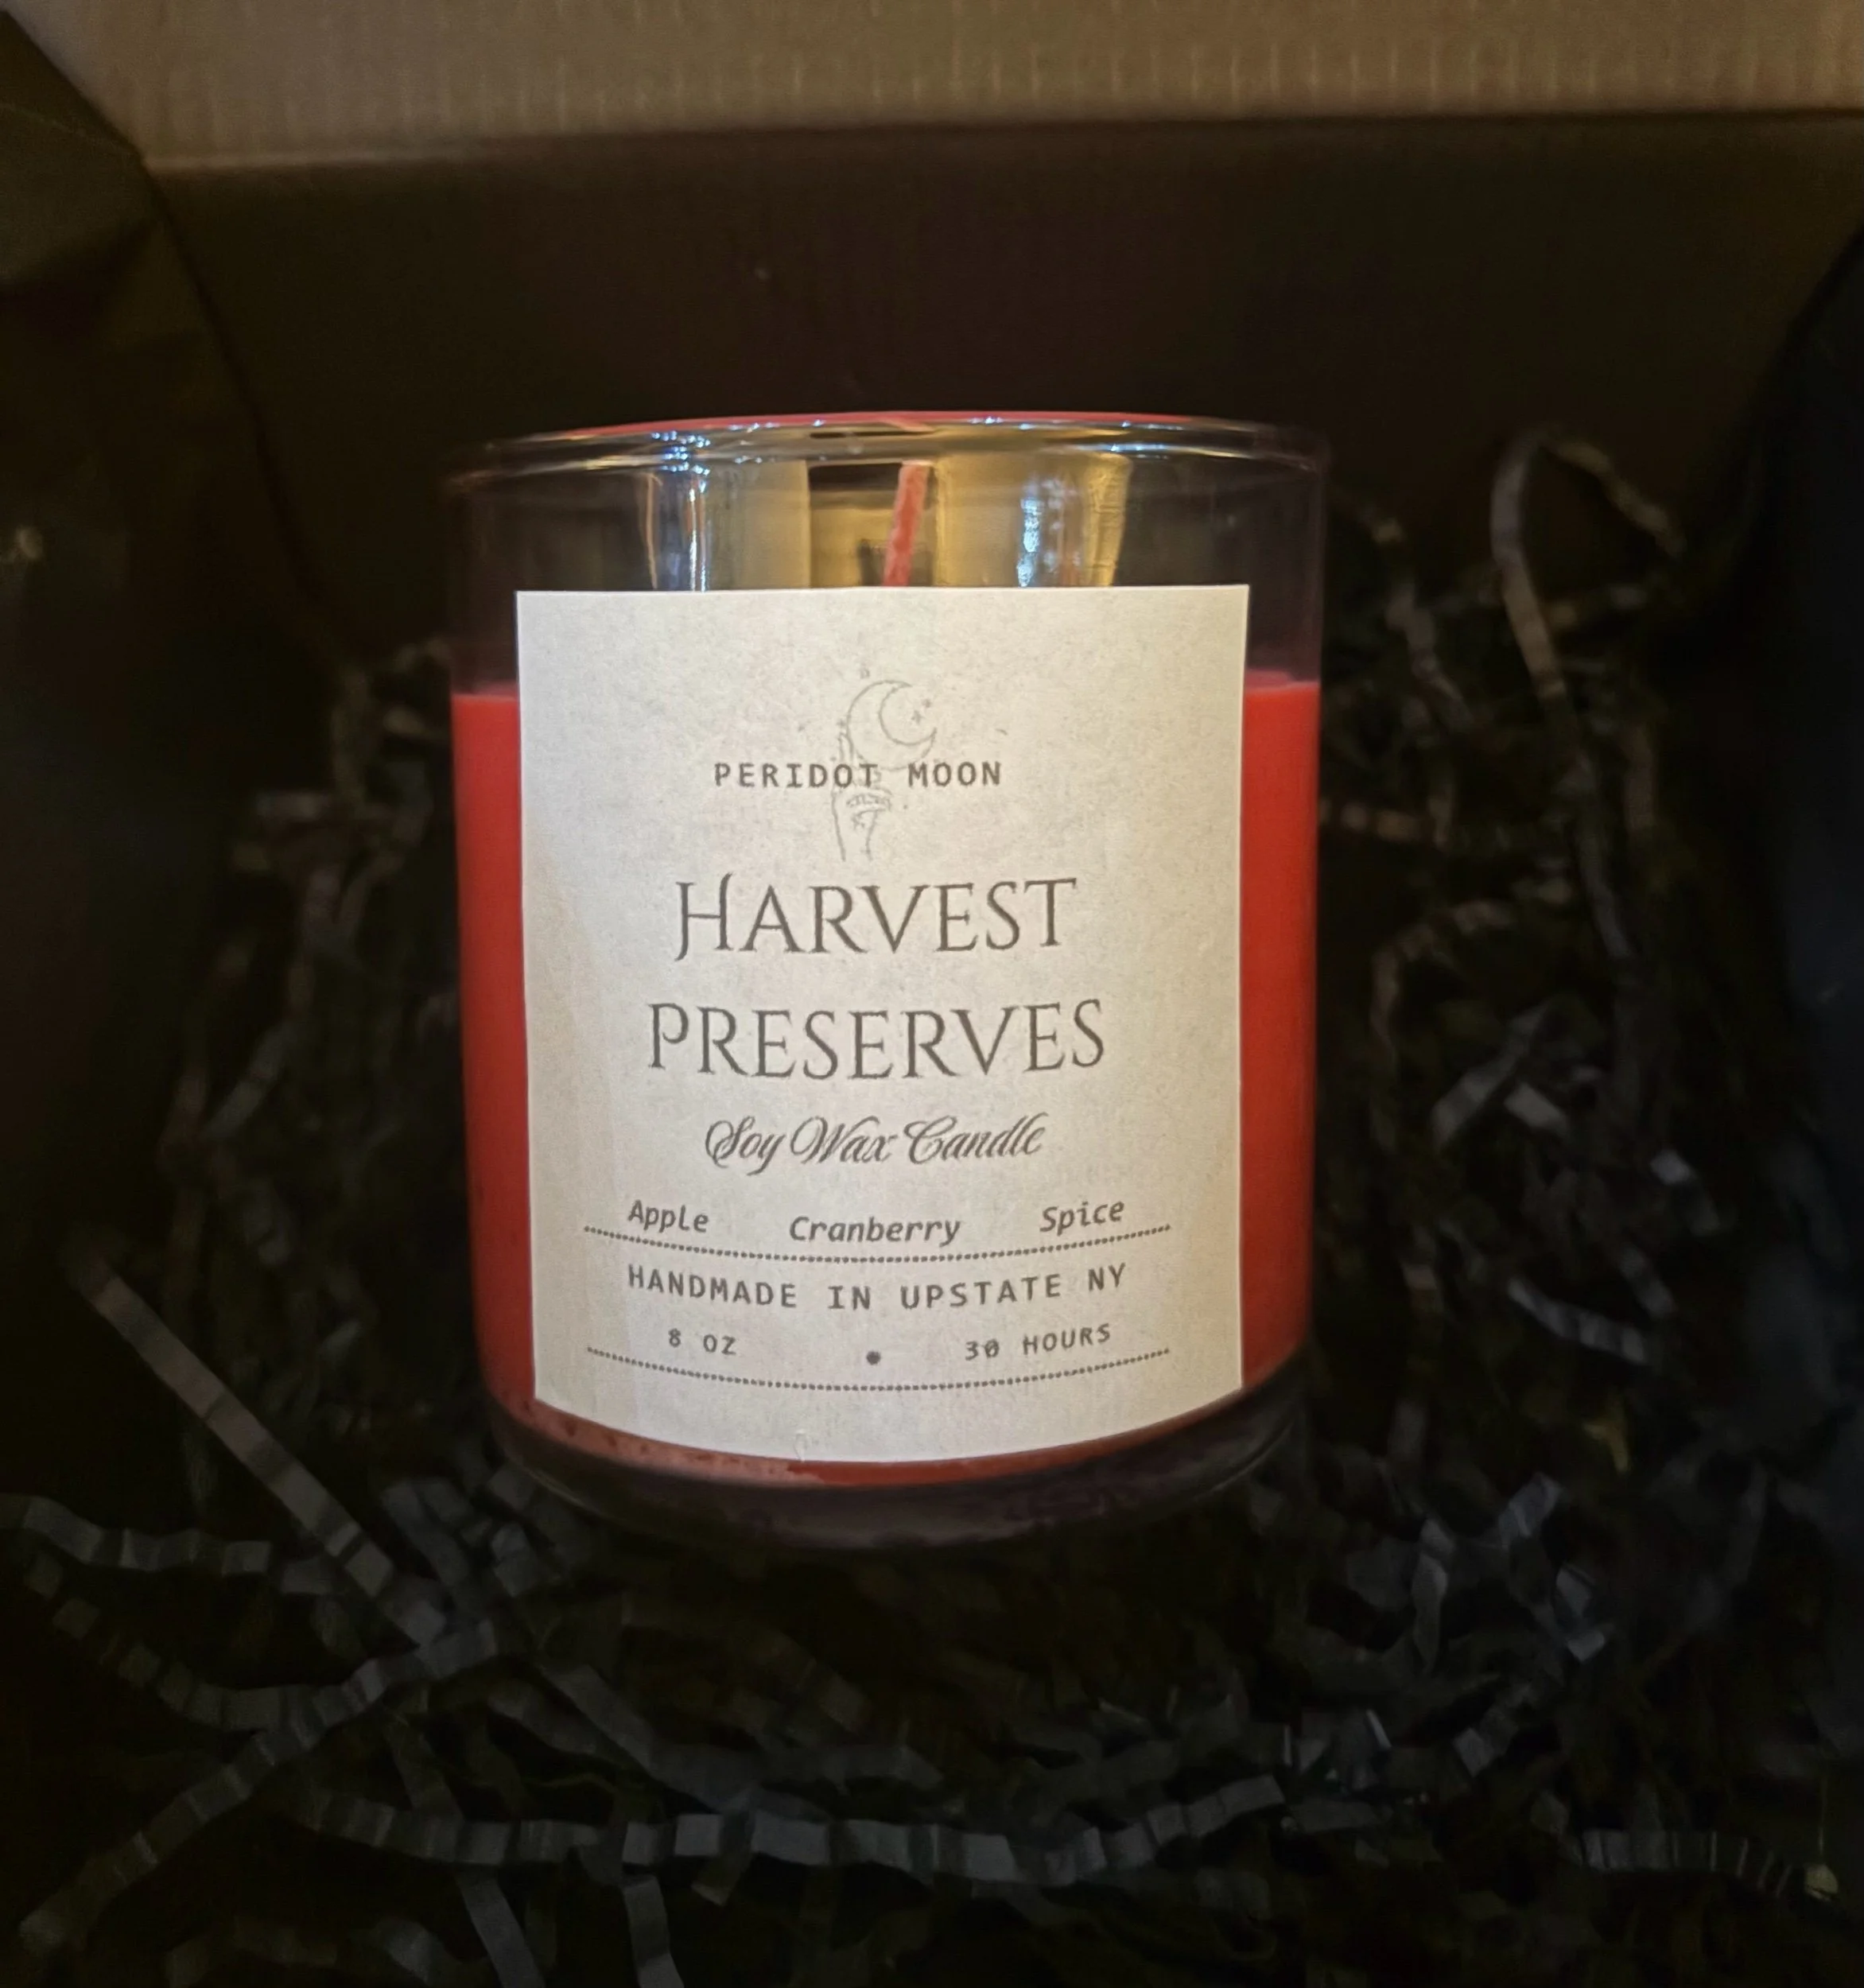 PERIDOT MOON
HARVEST
PRESERVES
Soy Wax Candle
Apple Cranberry Spice
HANDMADE IN UPSTATE NY
8 OZ • 30 HOURS